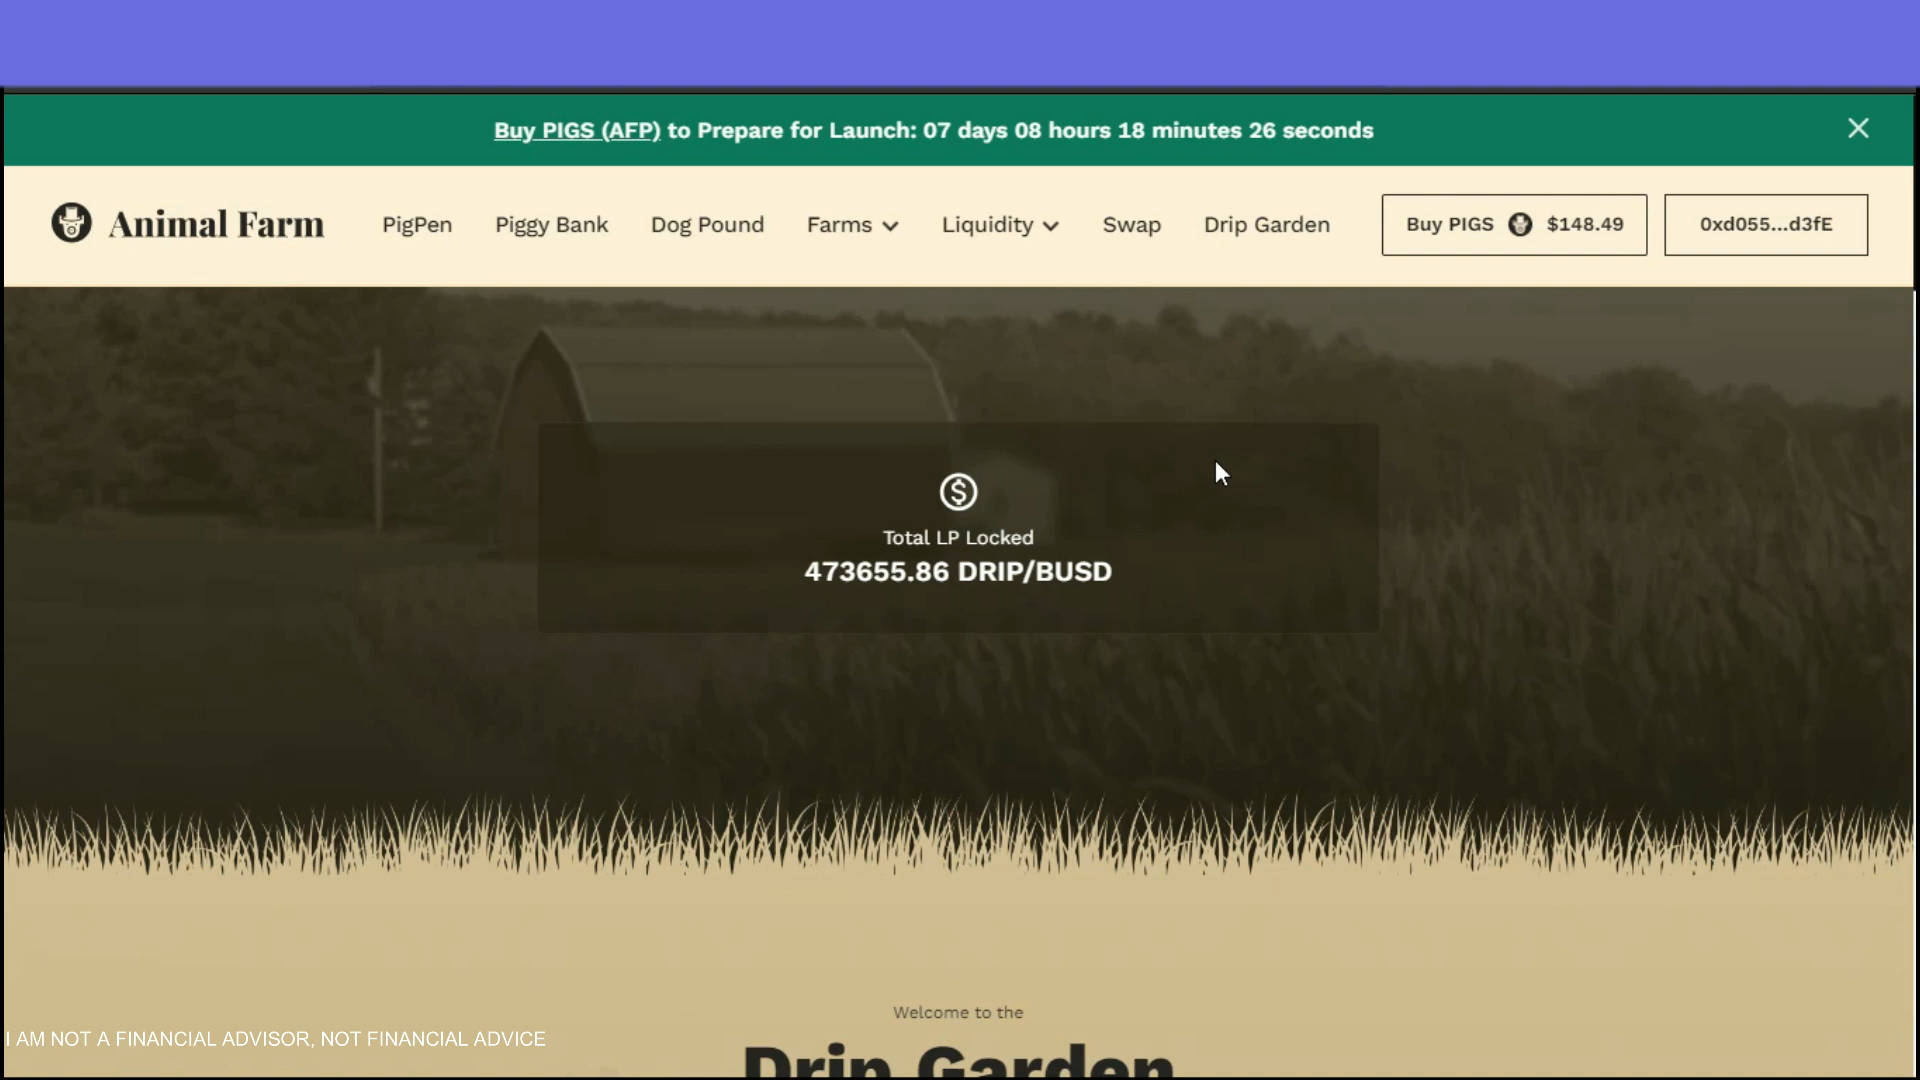 Buy PIGS (AFP) to Prepare for Launch: 07 days 08 hours 18 minutes 26 seconds
Animal Farm PigPen Piggy Bank Dog Pound Farms Liquidity Swap Drip Garden Buy PIGS $148.49 0xd055...d3fE
Total LP Locked
473655.86 DRIP/BUSD
Welcome to the
I AM NOT A FINANCIAL ADVISOR, NOT FINANCIAL ADVICE
Drip Garden